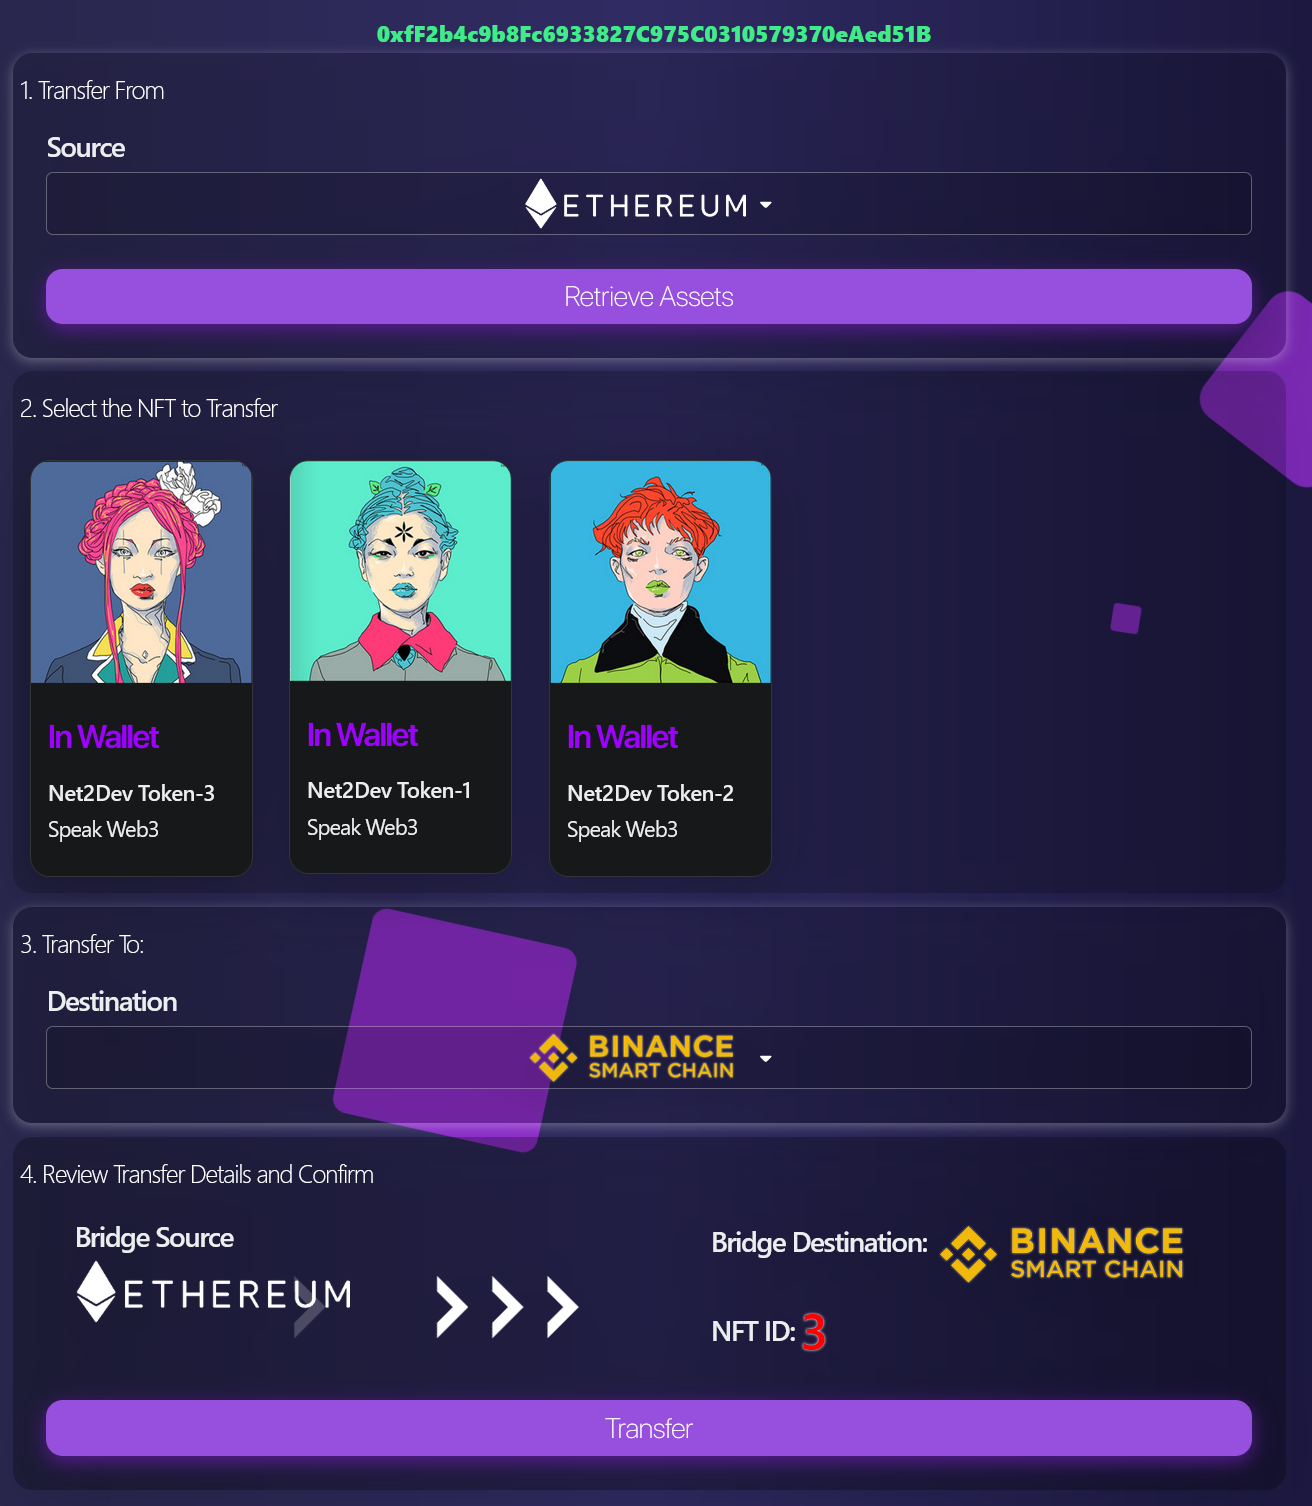 0xfF2b4c9b8Fc6933827C975C0310579370eAed51B
1. Transfer From
Source
ETHEREUM
Retrieve Assets
2. Select the NFT to Transfer
In Wallet
Net2Dev Token-3
Speak Web3
In Wallet
Net2Dev Token-1
Speak Web3
In Wallet
Net2Dev Token-2
Speak Web3
3. Transfer To:
Destination
BINANCE
SMART CHAIN
4. Review Transfer Details and Confirm
Bridge Source
ETHEREUM
Bridge Destination:
BINANCE
SMART CHAIN
NFT ID: 3
Transfer